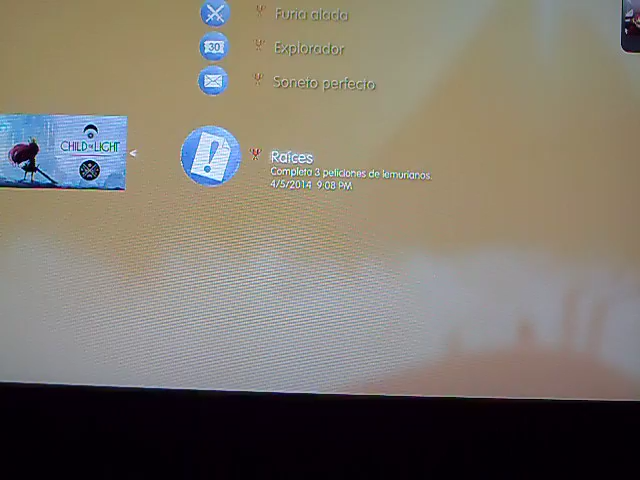 Furia alada
30
Explorador
Soneto perfecto
CHILD OF LIGHT
Raíces
Completa 3 peticiones de lemurianos.
4/5/2014 9:08 PM